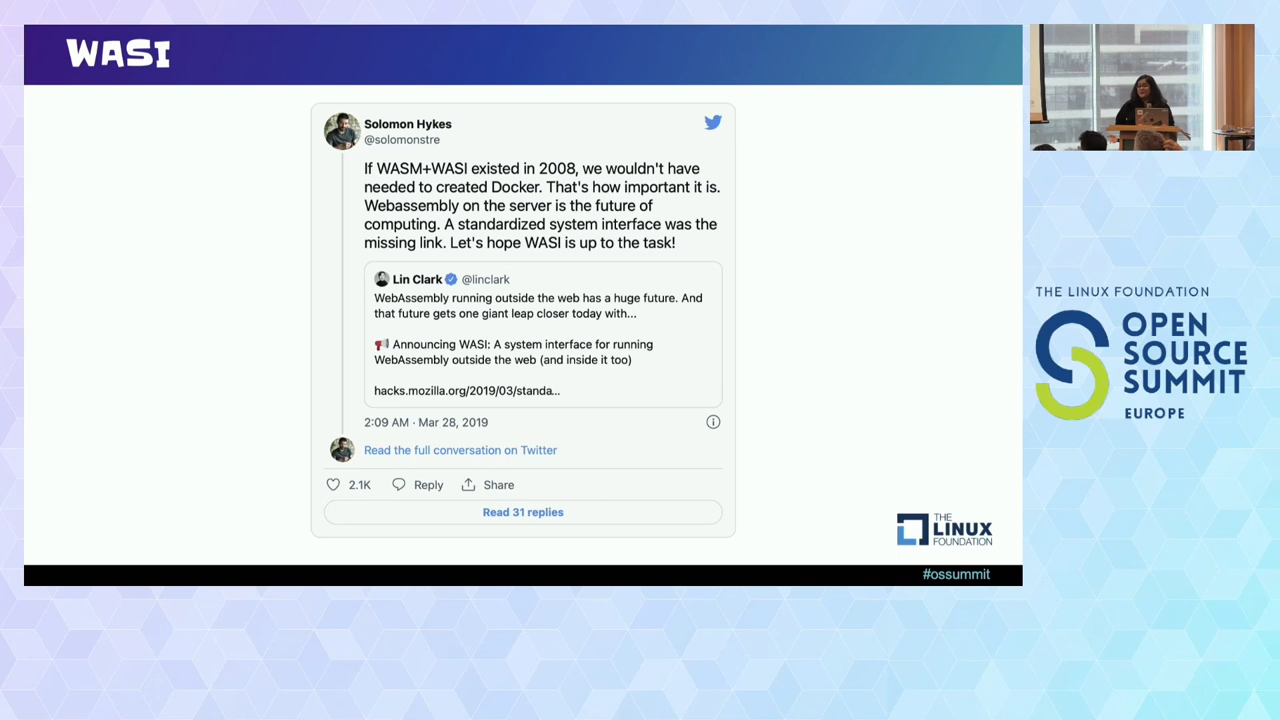 WASI
Solomon Hykes
@solomonstre
If WASM+WASI existed in 2008, we wouldn't have
needed to created Docker. That's how important it is.
Webassembly on the server is the future of
computing. A standardized system interface was the
missing link. Let's hope WASI is up to the task!
Lin Clark @linclark
WebAssembly running outside the web has a huge future. And
that future gets one giant leap closer today with...
📢 Announcing WASI: A system interface for running
WebAssembly outside the web (and inside it too)
hacks.mozilla.org/2019/03/standa...
2:09 AM · Mar 28, 2019
Read the full conversation on Twitter
2.1K Reply Share
Read 31 replies
THE
LINUX
FOUNDATION
#ossummit
THE LINUX FOUNDATION
OPEN
SOURCE
SUMMIT
EUROPE